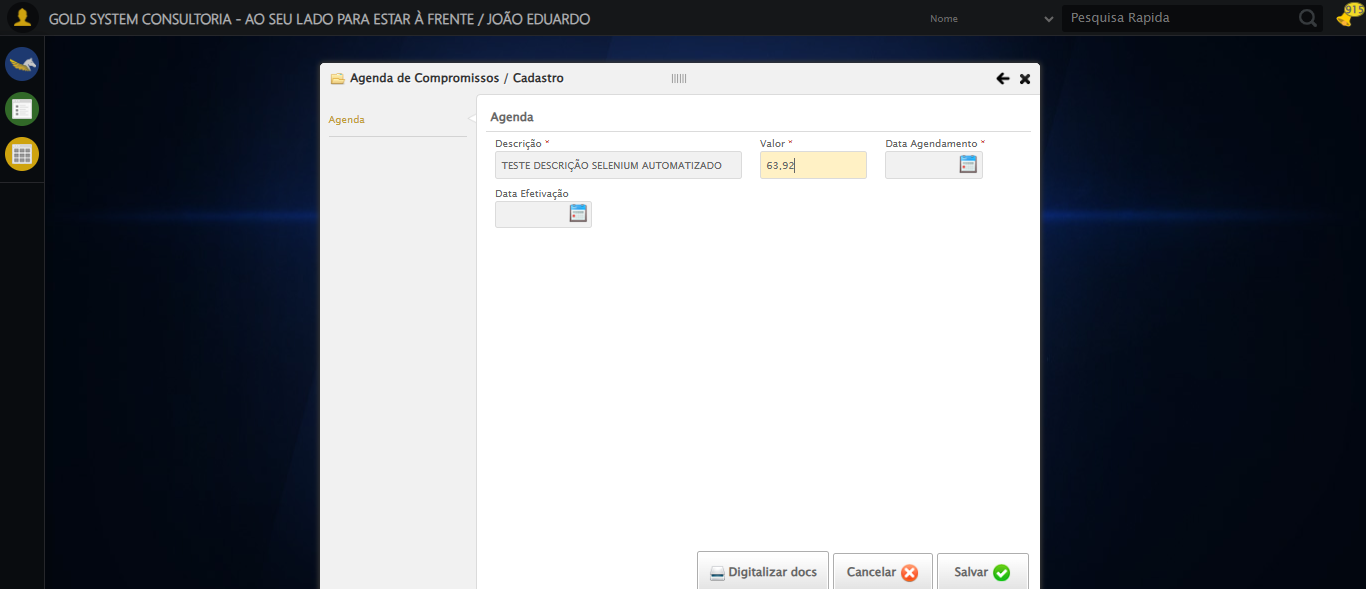 GOLD SYSTEM CONSULTORIA - AO SEU LADO PARA ESTAR À FRENTE / JOÃO EDUARDO
Nome
Pesquisa Rapida
915
Agenda de Compromissos / Cadastro
Agenda
Agenda
Descrição *
Valor *
Data Agendamento *
TESTE DESCRIÇÃO SELENIUM AUTOMATIZADO
63,92
Data Efetivação
Digitalizar docs
Cancelar
Salvar